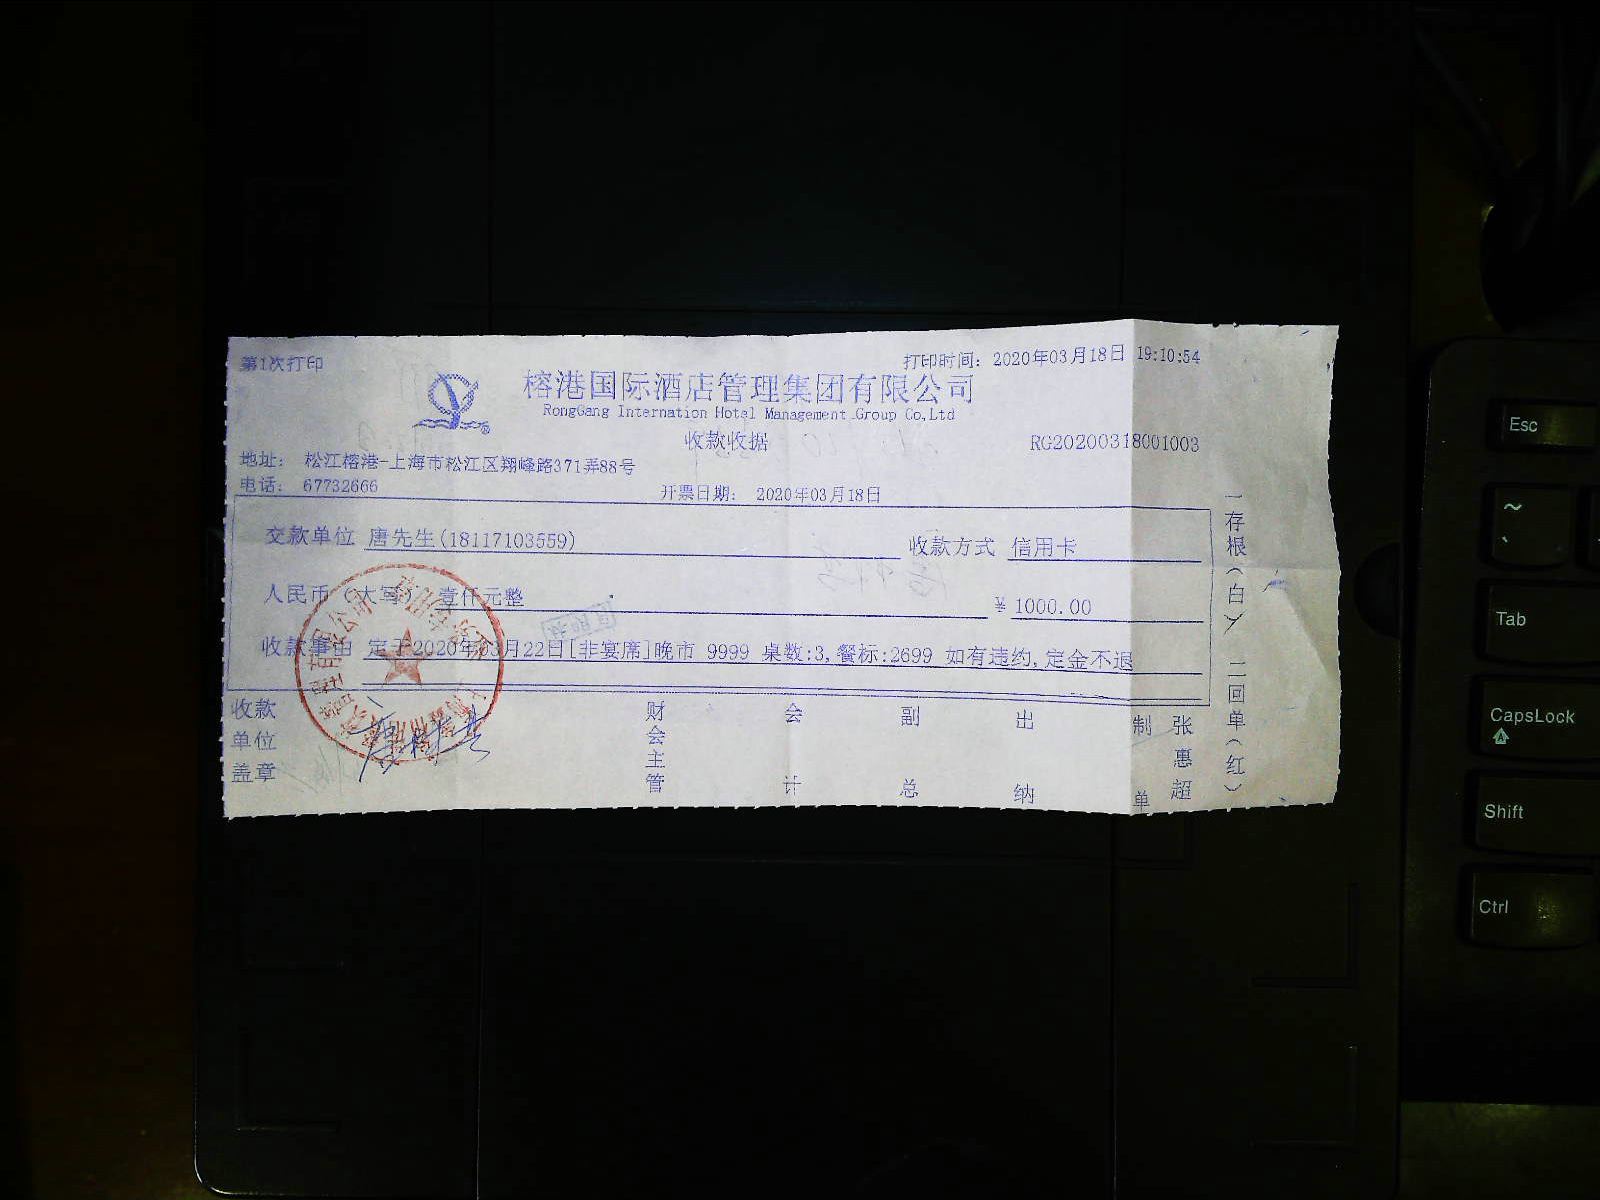 第1次打印
打印时间: 2020年03月18日 19:10:54
榕港国际酒店管理集团有限公司
RongGang Internation Hotel Management Group Co.,Ltd
收款收据
RG20200318001003
地址: 松江榕港-上海市松江区翔峰路371弄88号
电话: 67732666
开票日期: 2020年03月18日
交款单位 唐先生(18117103559)
收款方式 信用卡
人民币(大写) 壹仟元整
¥ 1000.00
收款事由 定于2020年03月22日[非宴席]晚市 9999 桌数:3,餐标:2699 如有违约,定金不退
收款单位盖章
财会主管
会计
副总
出纳
制单
张惠超
一存根(白) 二回单(红)
Esc
~
Tab
CapsLock
Shift
Ctrl